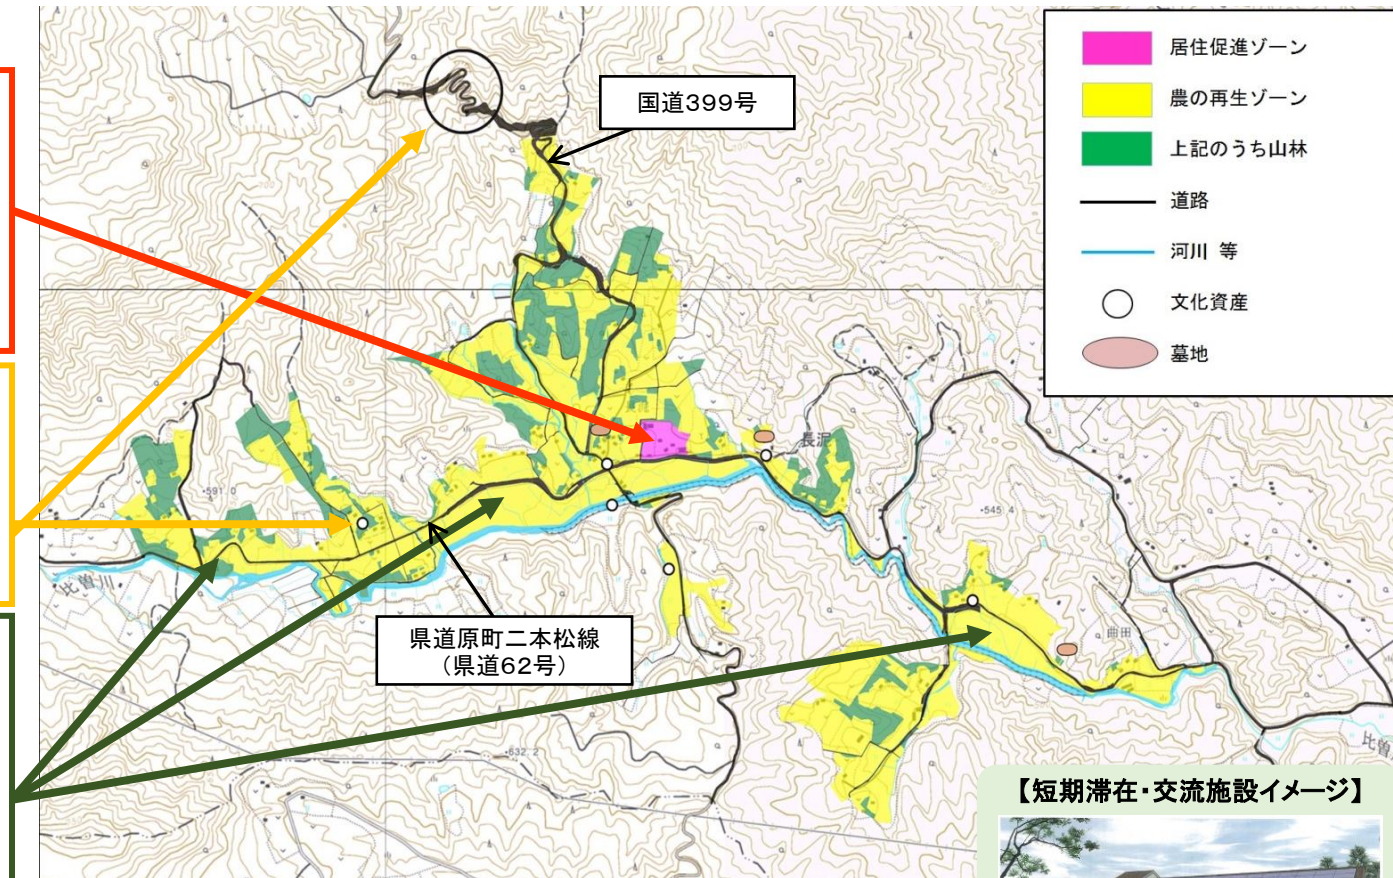 国道399号
居住促進ゾーン
農の再生ゾーン
上記のうち山林
道路
河川 等
文化資産
墓地
長沢
591.0
545.4
比曽川
県道原町二本松線
（県道62号）
曲田
632.2
比曽
【短期滞在・交流施設イメージ】